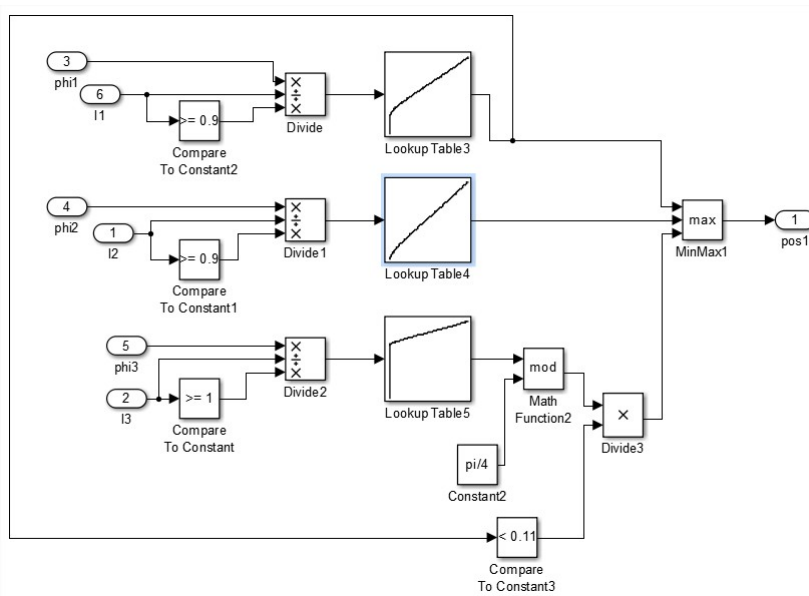 3
phi1
6
I1
>= 0.9
Compare
To Constant2
×
÷
×
Divide
Lookup Table3
4
phi2
1
I2
>= 0.9
Compare
To Constant1
×
÷
×
Divide1
Lookup Table4
max
MinMax1
1
pos1
5
phi3
2
I3
>= 1
Compare
To Constant
×
÷
×
Divide2
Lookup Table5
mod
Math
Function2
pi/4
Constant2
×
Divide3
< 0.11
Compare
To Constant3